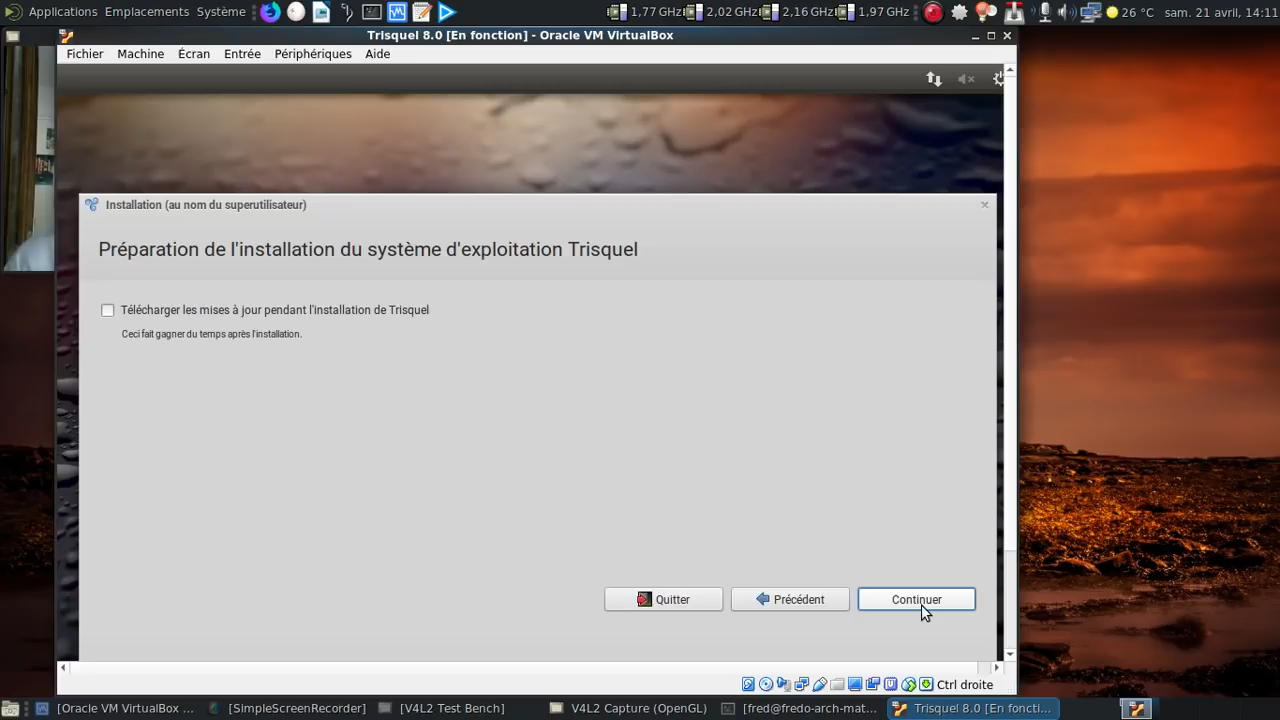 Applications Emplacements Système 1,77 GHz 2,02 GHz 2,16 GHz 1,97 GHz 26 °C sam. 21 avril, 14:11
Trisquel 8.0 [En fonction] - Oracle VM VirtualBox
Fichier Machine Écran Entrée Périphériques Aide
Installation (au nom du superutilisateur)
Préparation de l'installation du système d'exploitation Trisquel
Télécharger les mises à jour pendant l'installation de Trisquel
Ceci fait gagner du temps après l'installation.
Quitter Précédent Continuer
Ctrl droite
[Oracle VM VirtualBox ... [SimpleScreenRecorder] [V4L2 Test Bench] V4L2 Capture (OpenGL) [fred@fredo-arch-mat... Trisquel 8.0 [En foncti...